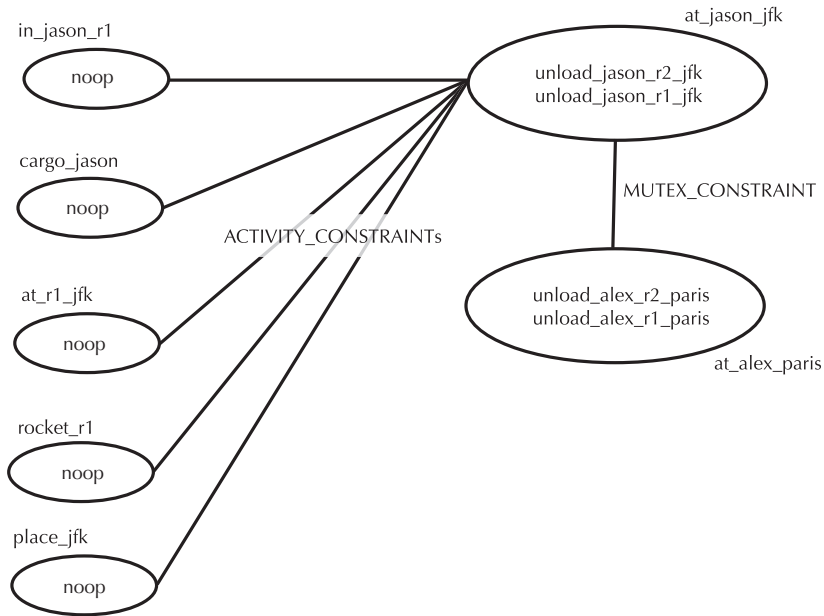 in_jason_r1
noop
cargo_jason
noop
at_r1_jfk
noop
rocket_r1
noop
place_jfk
noop
ACTIVITY_CONSTRAINTs
at_jason_jfk
unload_jason_r2_jfk
unload_jason_r1_jfk
MUTEX_CONSTRAINT
unload_alex_r2_paris
unload_alex_r1_paris
at_alex_paris